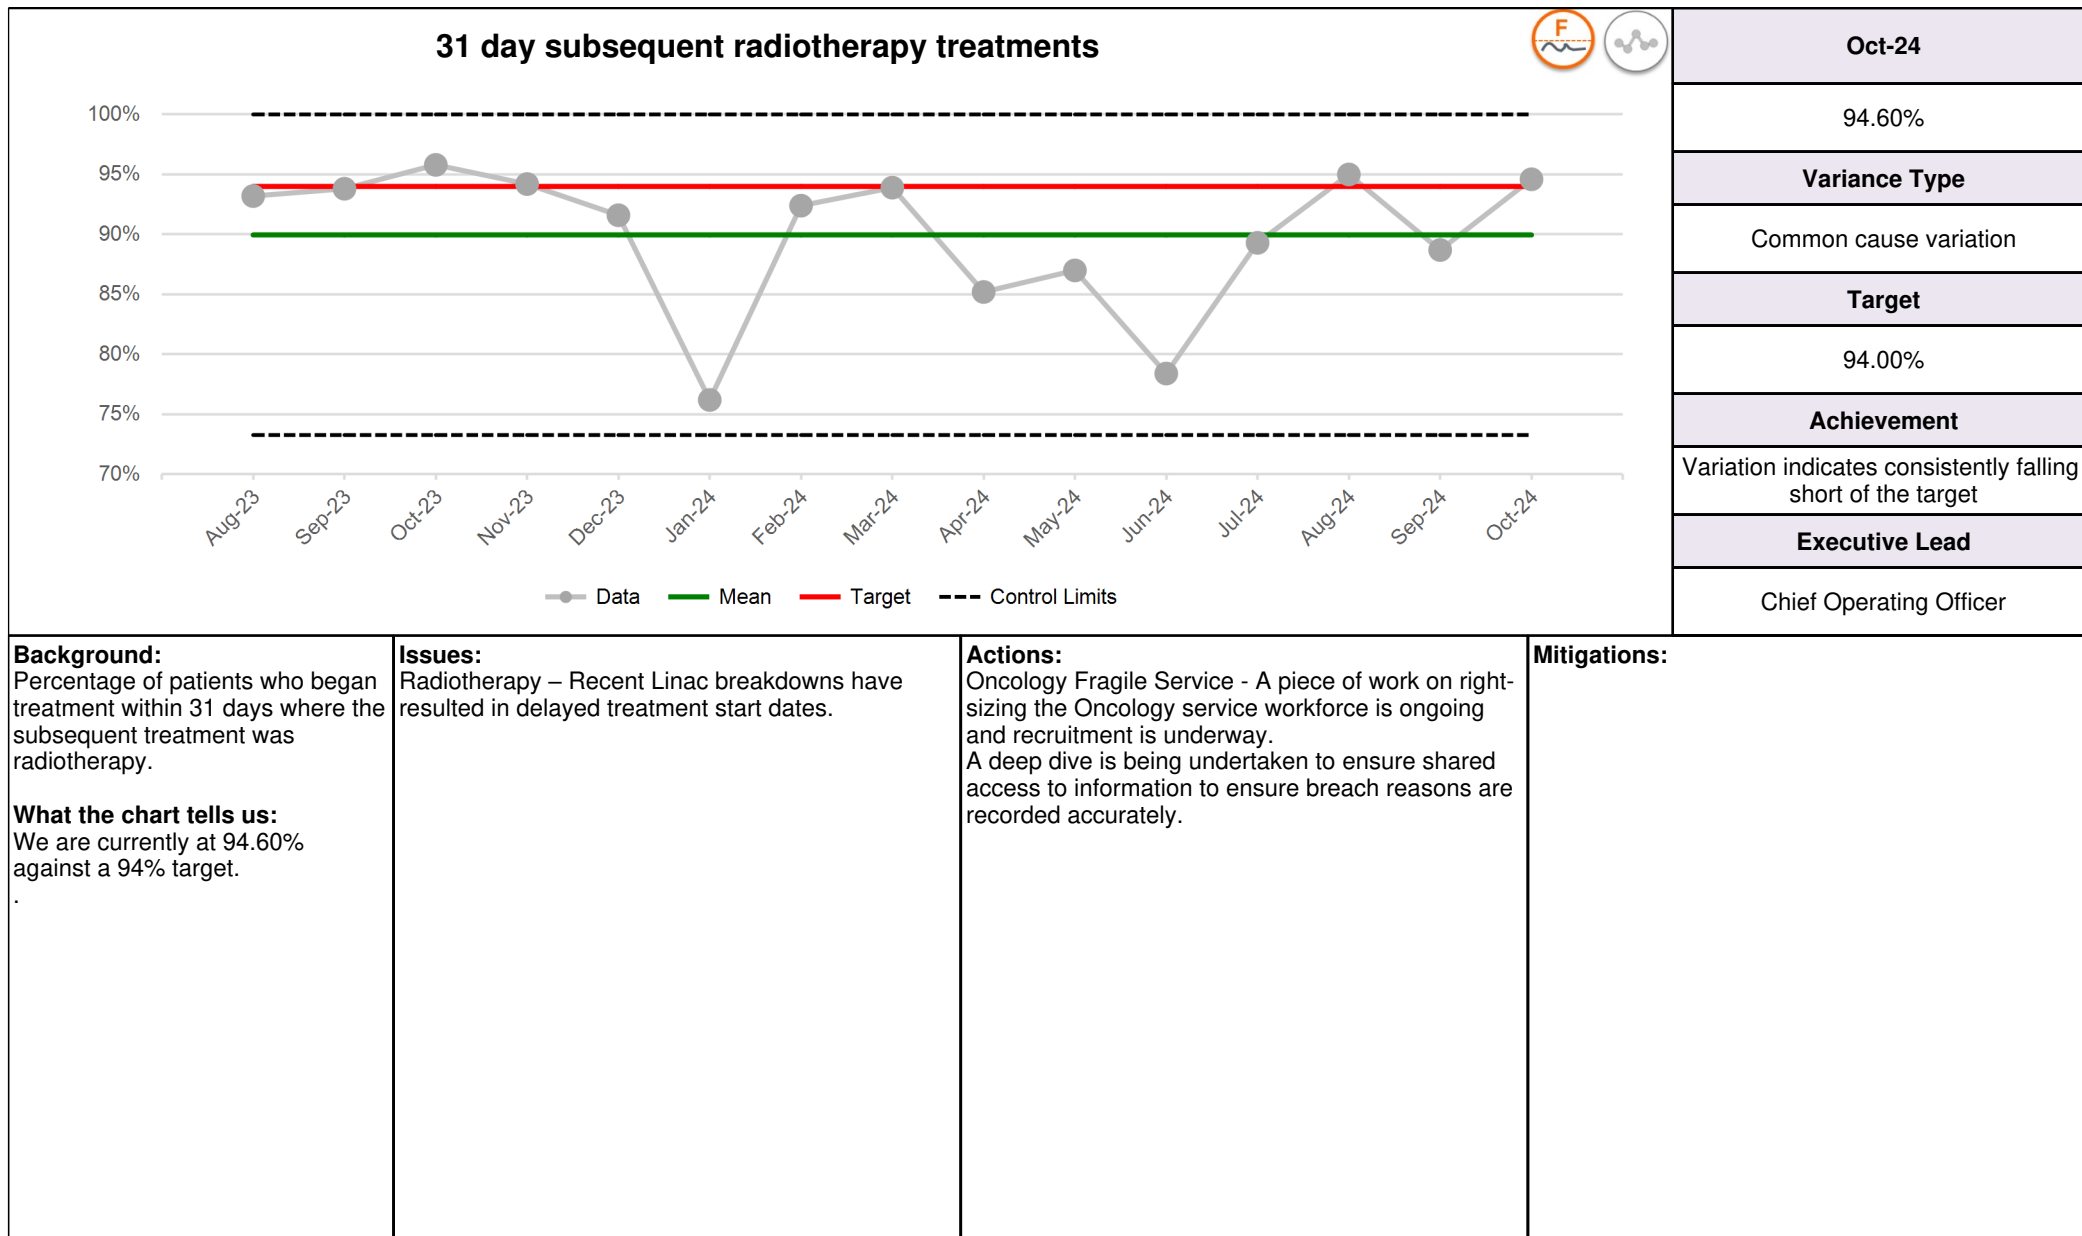 31 day subsequent radiotherapy treatments
F
100%
95%
90%
85%
80%
75%
70%
Aug-23
Sep-23
Oct-23
Nov-23
Dec-23
Jan-24
Feb-24
Mar-24
Apr-24
May-24
Jun-24
Jul-24
Aug-24
Sep-24
Oct-24
Data
Mean
Target
Control Limits
Oct-24
94.60%
Variance Type
Common cause variation
Target
94.00%
Achievement
Variation indicates consistently falling
short of the target
Executive Lead
Chief Operating Officer
Background:
Percentage of patients who began
treatment within 31 days where the
subsequent treatment was
radiotherapy.
What the chart tells us:
We are currently at 94.60%
against a 94% target.
.
Issues:
Radiotherapy – Recent Linac breakdowns have
resulted in delayed treatment start dates.
Actions:
Oncology Fragile Service - A piece of work on right-
sizing the Oncology service workforce is ongoing
and recruitment is underway.
A deep dive is being undertaken to ensure shared
access to information to ensure breach reasons are
recorded accurately.
Mitigations: